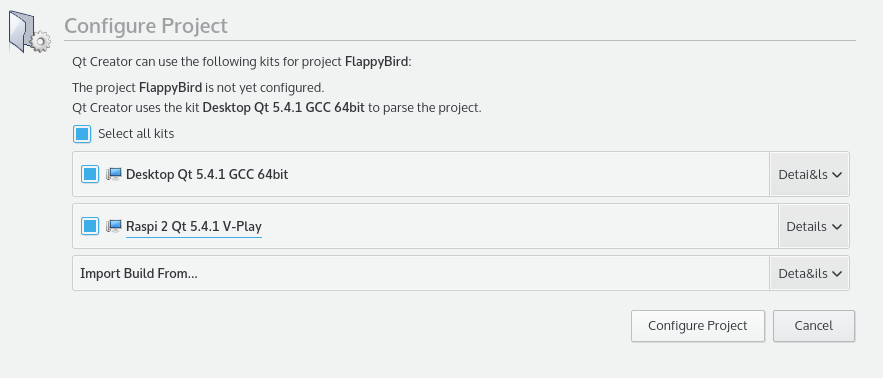 Configure Project
Qt Creator can use the following kits for project FlappyBird:
The project FlappyBird is not yet configured.
Qt Creator uses the kit Desktop Qt 5.4.1 GCC 64bit to parse the project.
Select all kits
Desktop Qt 5.4.1 GCC 64bit Detai&ls
Raspi 2 Qt 5.4.1 V-Play Details
Import Build From... Deta&ils
Configure Project Cancel